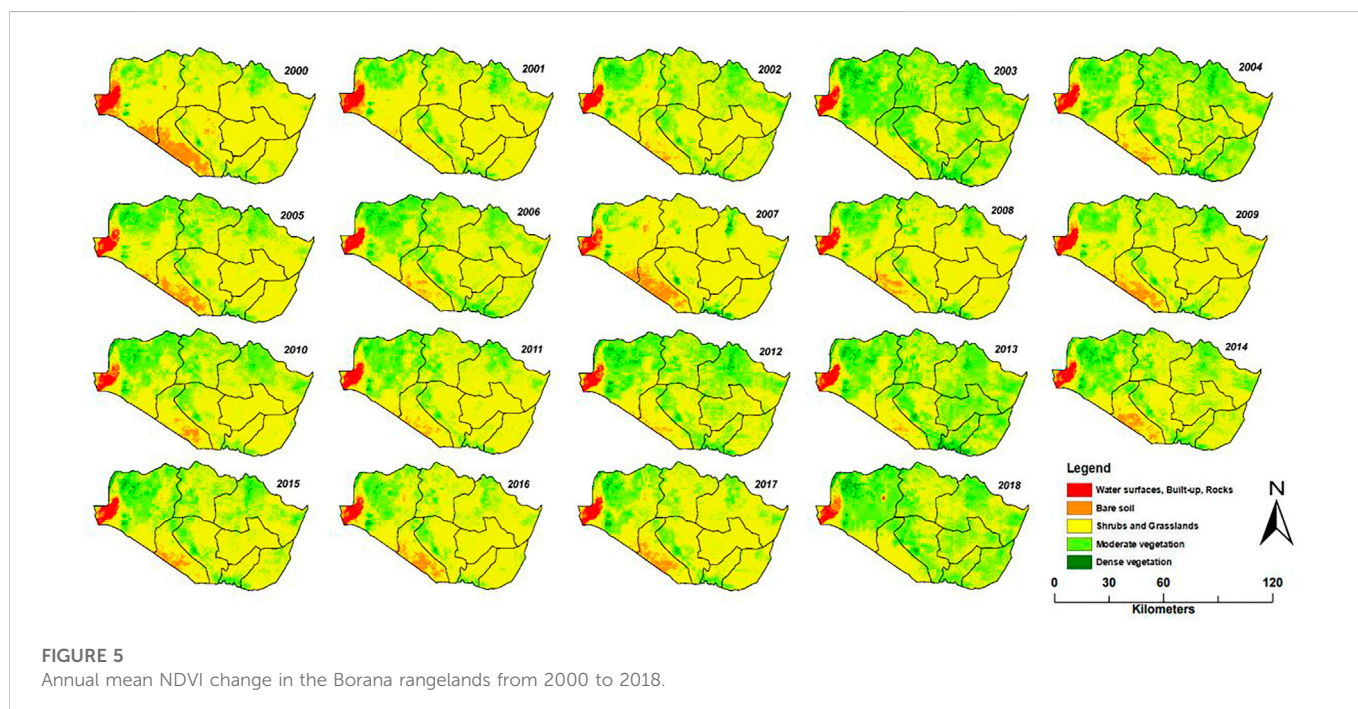 2000
2001
2002
2003
2004
2005
2006
2007
2008
2009
2010
2011
2012
2013
2014
2015
2016
2017
2018
Legend
Water surfaces, Built-up, Rocks
Bare soil
Shrubs and Grasslands
Moderate vegetation
Dense vegetation
N
0 30 60 120
Kilometers
FIGURE 5
Annual mean NDVI change in the Borana rangelands from 2000 to 2018.